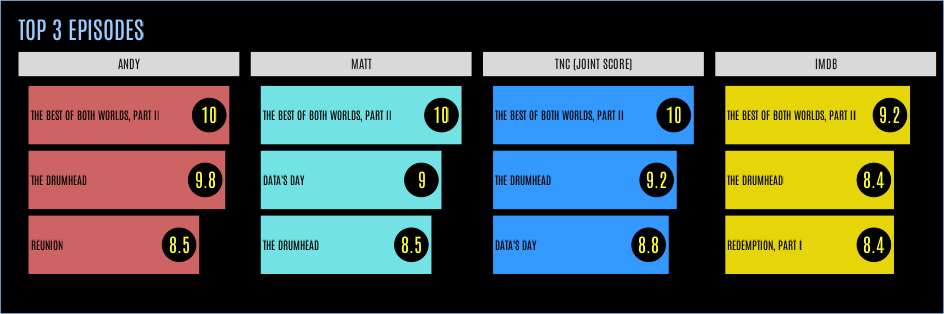 TOP 3 EPISODES
ANDY
THE BEST OF BOTH WORLDS, PART II
10
THE DRUMHEAD
9.8
REUNION
8.5
MATT
THE BEST OF BOTH WORLDS, PART II
10
DATA'S DAY
9
THE DRUMHEAD
8.5
TNC (JOINT SCORE)
THE BEST OF BOTH WORLDS, PART II
10
THE DRUMHEAD
9.2
DATA'S DAY
8.8
IMDB
THE BEST OF BOTH WORLDS, PART II
9.2
THE DRUMHEAD
8.4
REDEMPTION, PART I
8.4